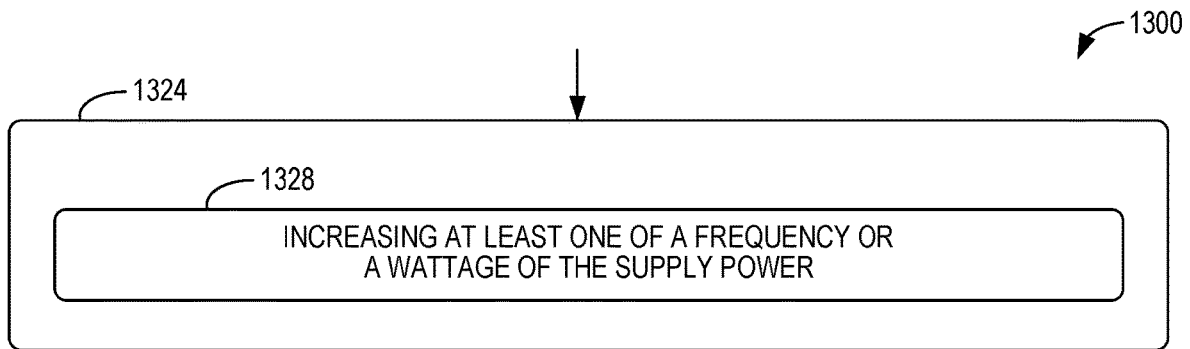 1300
1324
1328
INCREASING AT LEAST ONE OF A FREQUENCY OR
A WATTAGE OF THE SUPPLY POWER